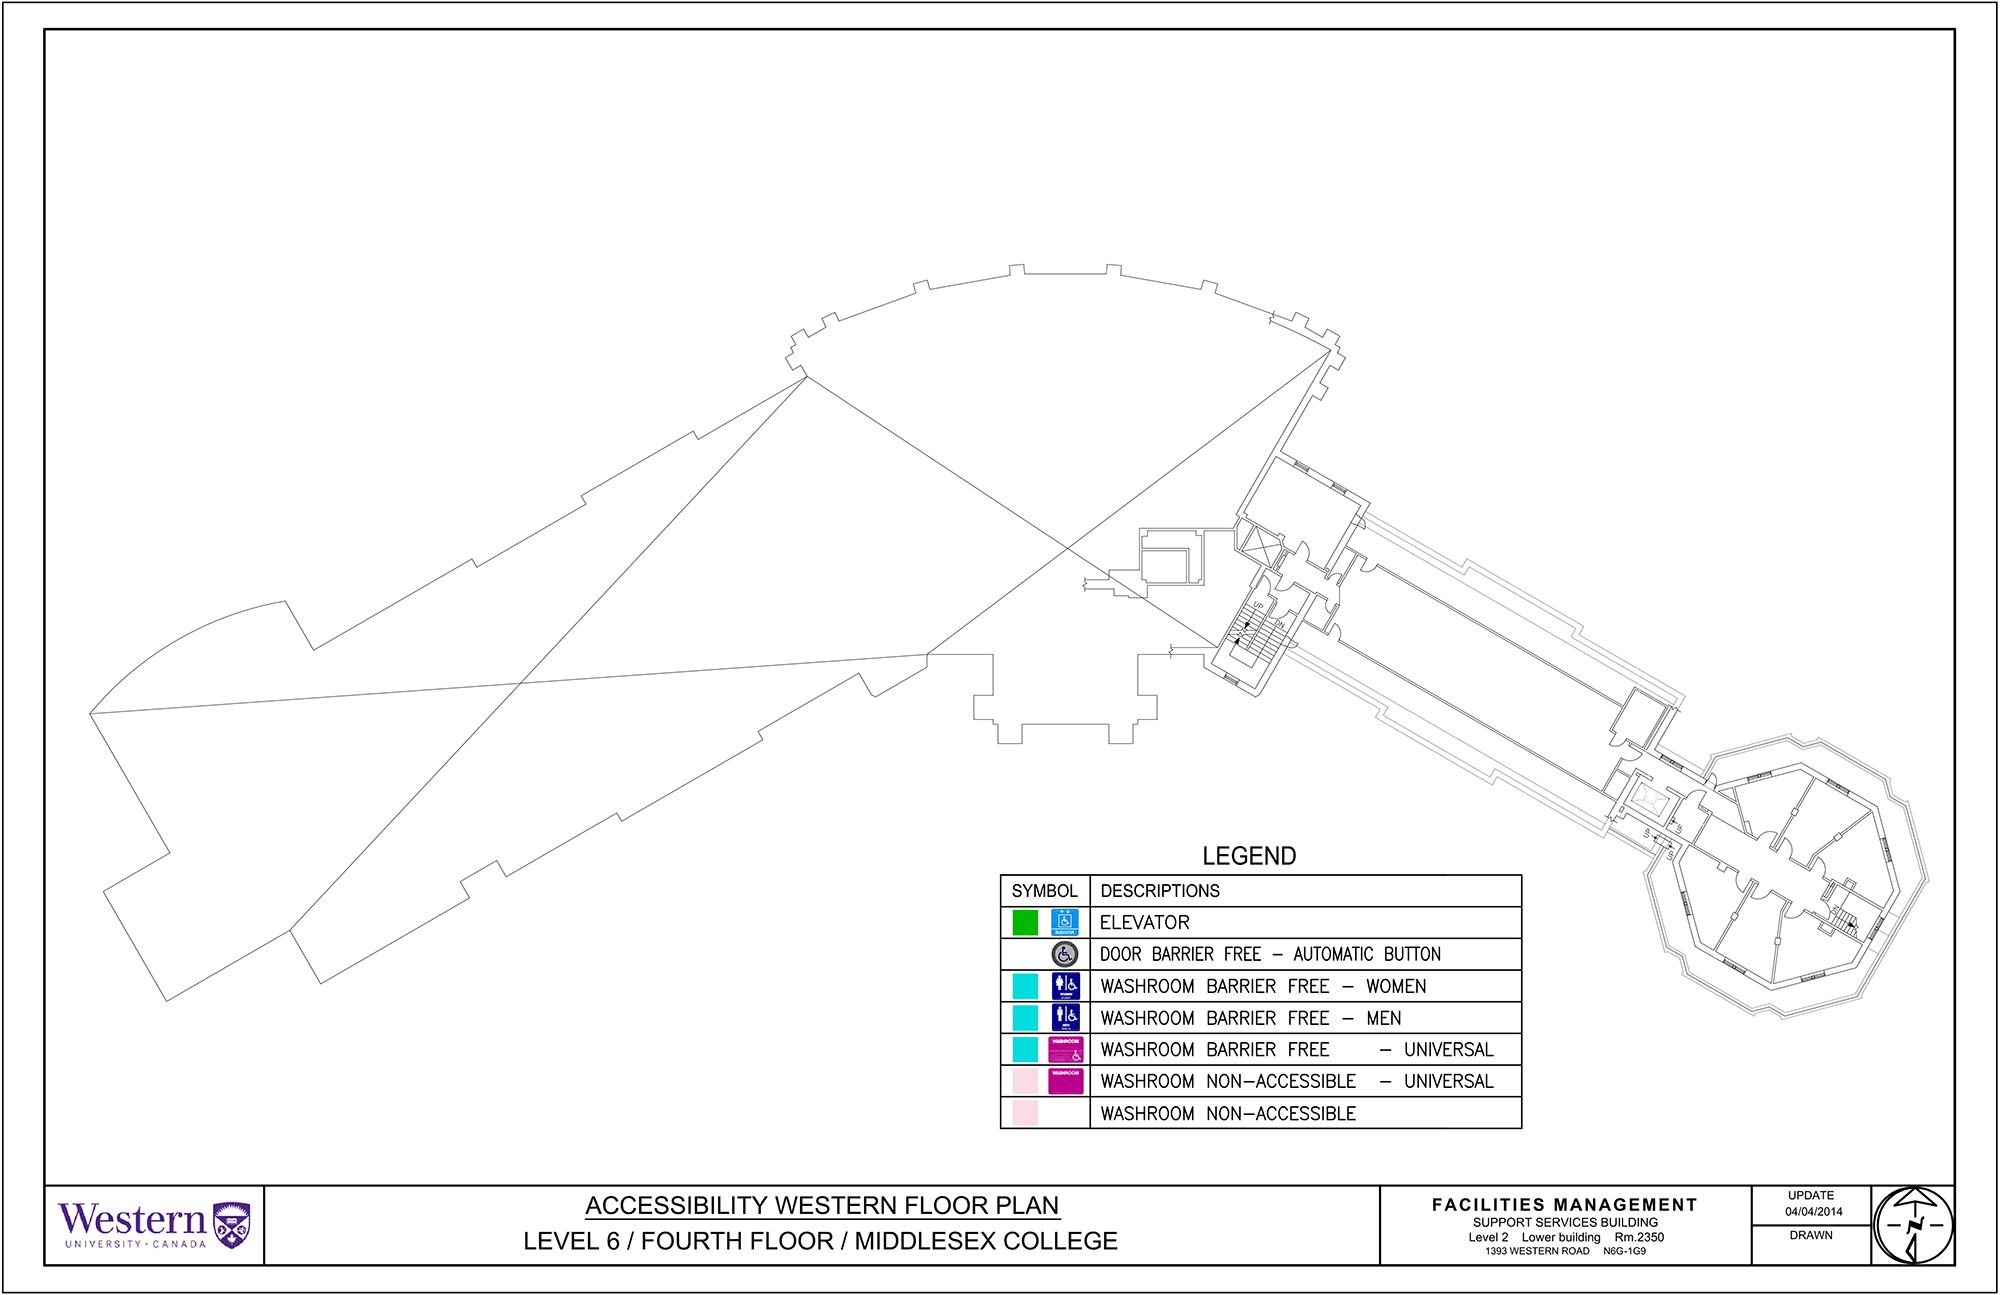 UP
DN
UP
UP
UP
LEGEND
SYMBOL DESCRIPTIONS
ELEVATOR
ELEVATOR
DOOR BARRIER FREE - AUTOMATIC BUTTON
WOMEN
WASHROOM BARRIER FREE - WOMEN
MEN
WASHROOM BARRIER FREE - MEN
WASHROOM
WASHROOM BARRIER FREE - UNIVERSAL
WASHROOM
WASHROOM NON-ACCESSIBLE - UNIVERSAL
WASHROOM NON-ACCESSIBLE
Western
UNIVERSITY · CANADA
ACCESSIBILITY WESTERN FLOOR PLAN
LEVEL 6 / FOURTH FLOOR / MIDDLESEX COLLEGE
FACILITIES MANAGEMENT
SUPPORT SERVICES BUILDING
Level 2 Lower building Rm.2350
1393 WESTERN ROAD N6G-1G9
UPDATE
04/04/2014
DRAWN
N